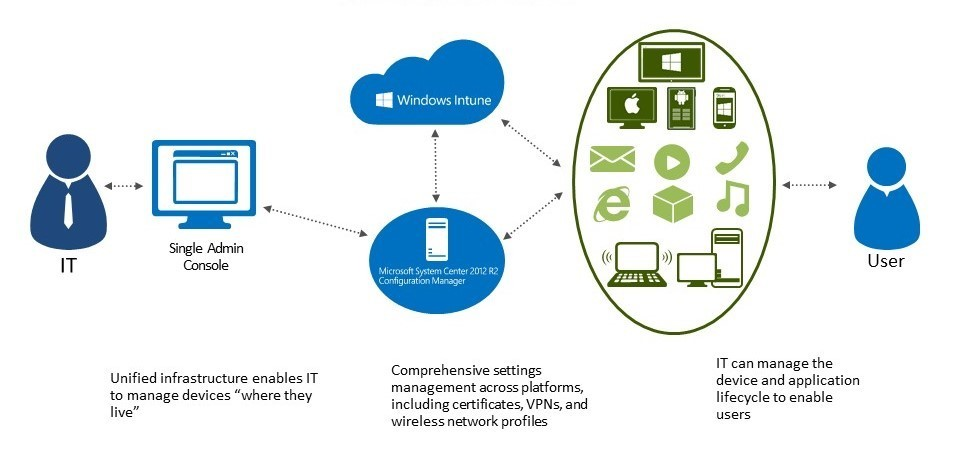 Windows Intune
IT
Single Admin
Console
Microsoft System Center 2012 R2
Configuration Manager
User
Unified infrastructure enables IT
to manage devices “where they
live”
Comprehensive settings
management across platforms,
including certificates, VPNs, and
wireless network profiles
IT can manage the
device and application
lifecycle to enable
users